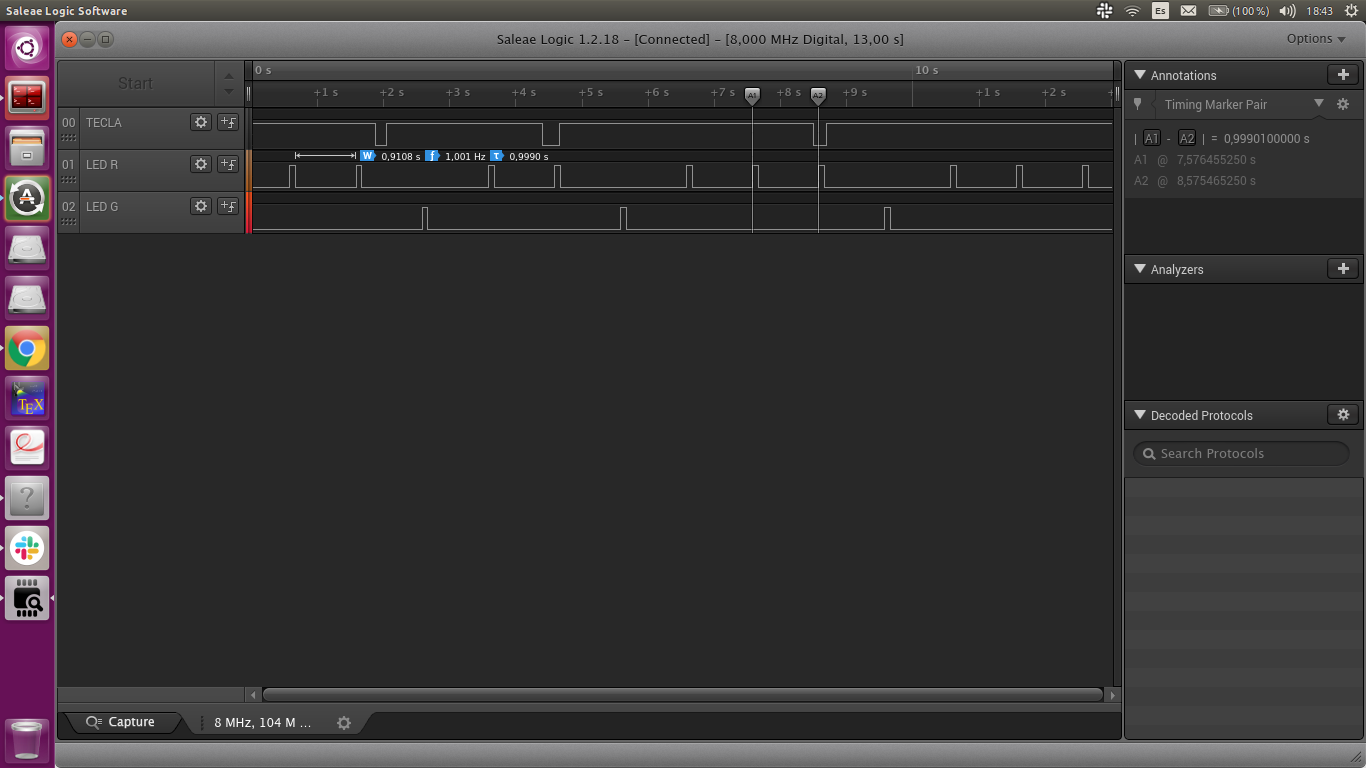 Saleae Logic Software
Es
(100%)
18:43
Saleae Logic 1.2.18 – [Connected] – [8,000 MHz Digital, 13,00 s]
Options
Start
0 s
10 s
+1 s
+2 s
+3 s
+4 s
+5 s
+6 s
+7 s
A1
+8 s
A2
+9 s
+1 s
+2 s
00 TECLA
01 LED R
W 0,9108 s f 1,001 Hz τ 0,9990 s
02 LED G
Annotations
Timing Marker Pair
| A1 - A2 | = 0,9990100000 s
A1 @ 7,576455250 s
A2 @ 8,575465250 s
Analyzers
Decoded Protocols
Search Protocols
TEX
Capture
8 MHz, 104 M ...